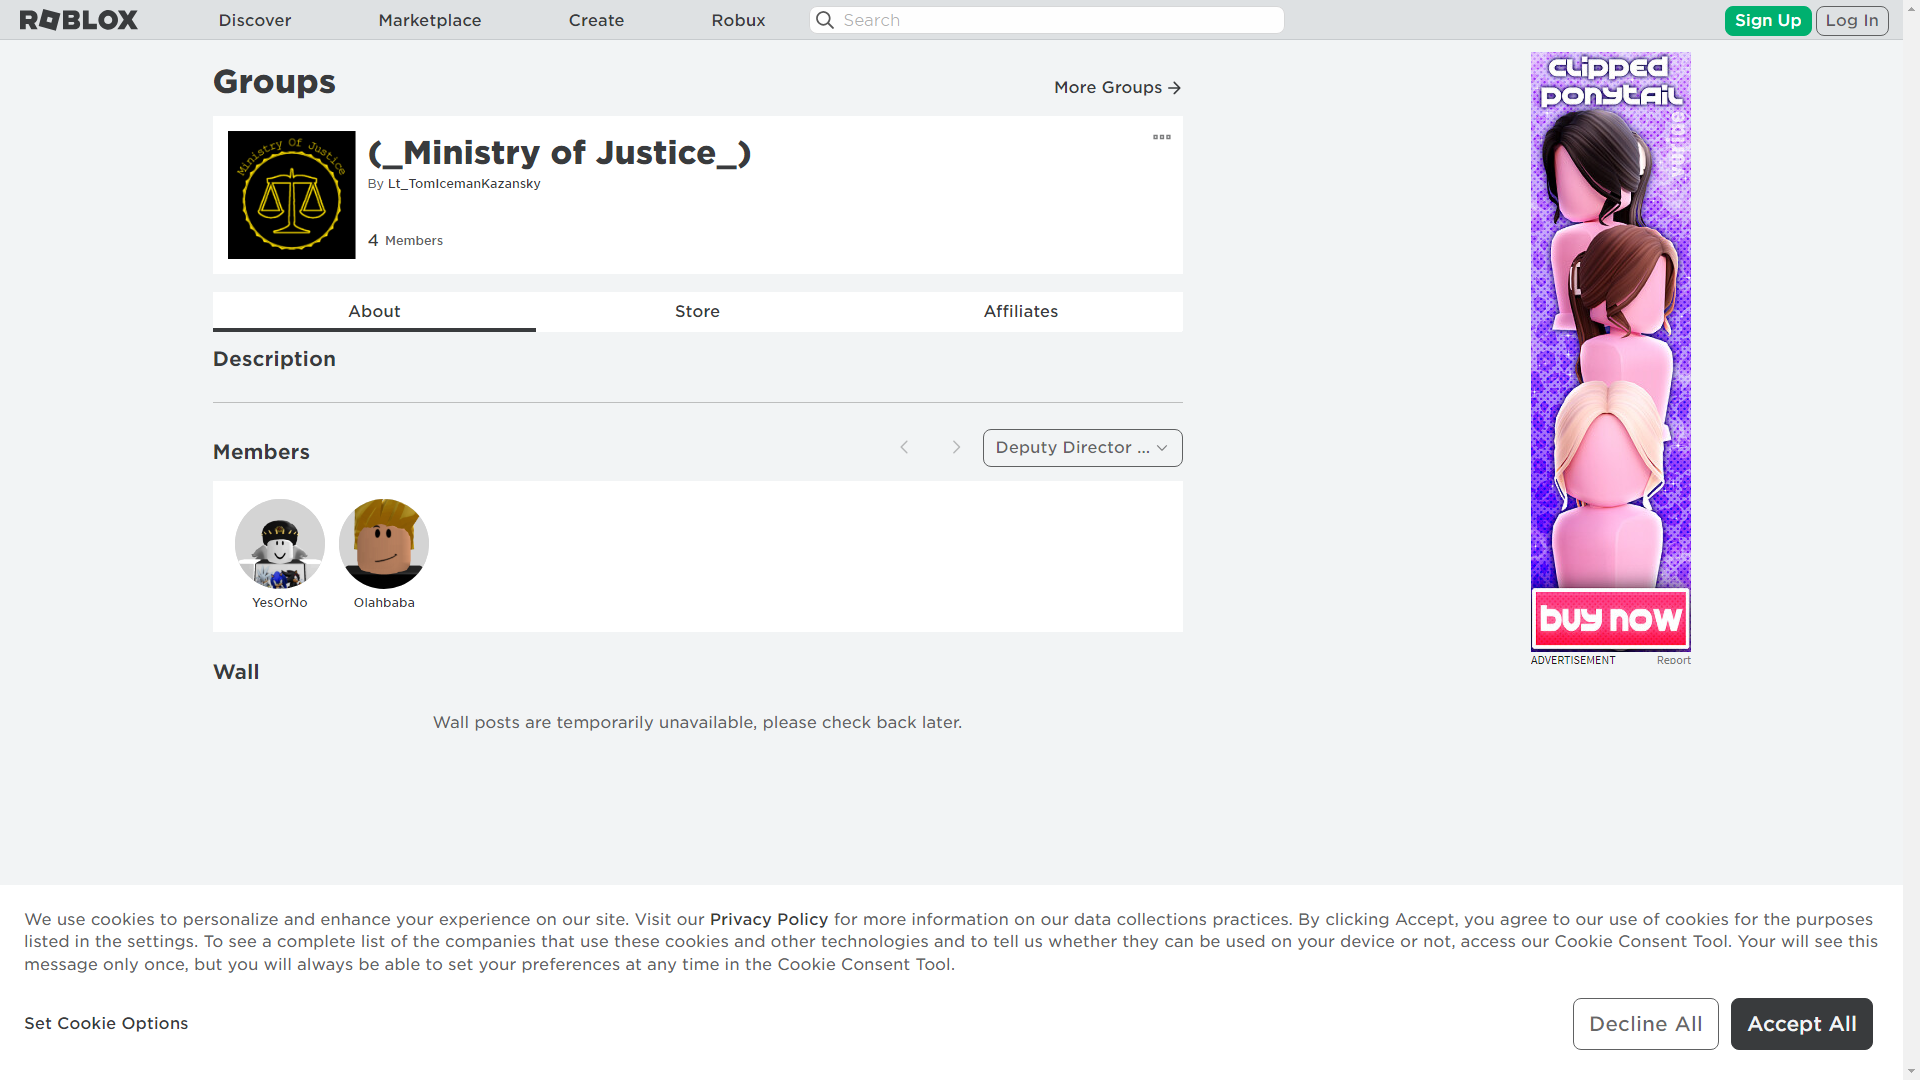 ROBLOX Discover Marketplace Create Robux Search Sign Up Log In
Groups
More Groups
Ministry Of Justice
(_Ministry of Justice_)
By Lt_TomIcemanKazansky
4 Members
About Store Affiliates
Description
Members
Deputy Director ...
YesOrNo Olahbaba
Wall
Wall posts are temporarily unavailable, please check back later.
clipped
ponytail
buy now
ADVERTISEMENT Report
We use cookies to personalize and enhance your experience on our site. Visit our Privacy Policy for more information on our data collections practices. By clicking Accept, you agree to our use of cookies for the purposes
listed in the settings. To see a complete list of the companies that use these cookies and other technologies and to tell us whether they can be used on your device or not, access our Cookie Consent Tool. Your will see this
message only once, but you will always be able to set your preferences at any time in the Cookie Consent Tool.
Set Cookie Options
Decline All Accept All